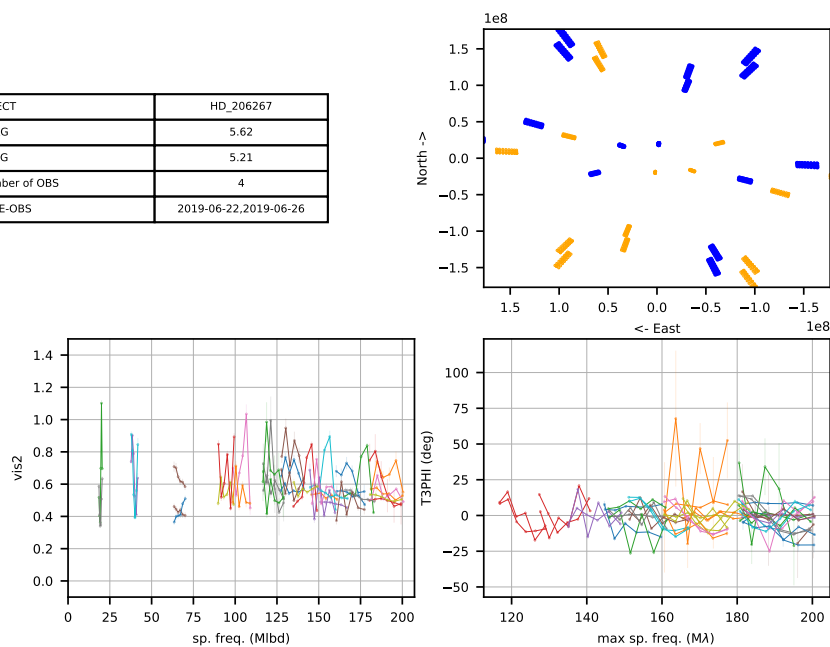 ECT HD_206267
G 5.62
G 5.21
ber of OBS 4
E-OBS 2019-06-22,2019-06-26
1e8
1.5
1.0
0.5
0.0
−0.5
−1.0
−1.5
North ->
1.5 1.0 0.5 0.0 −0.5 −1.0 −1.5
<- East
1e8
1.4
1.2
1.0
0.8
0.6
0.4
0.2
0.0
vis2
0 25 50 75 100 125 150 175 200
sp. freq. (Mlbd)
100
75
50
25
0
−25
−50
T3PHI (deg)
120 140 160 180 200
max sp. freq. (Mλ)